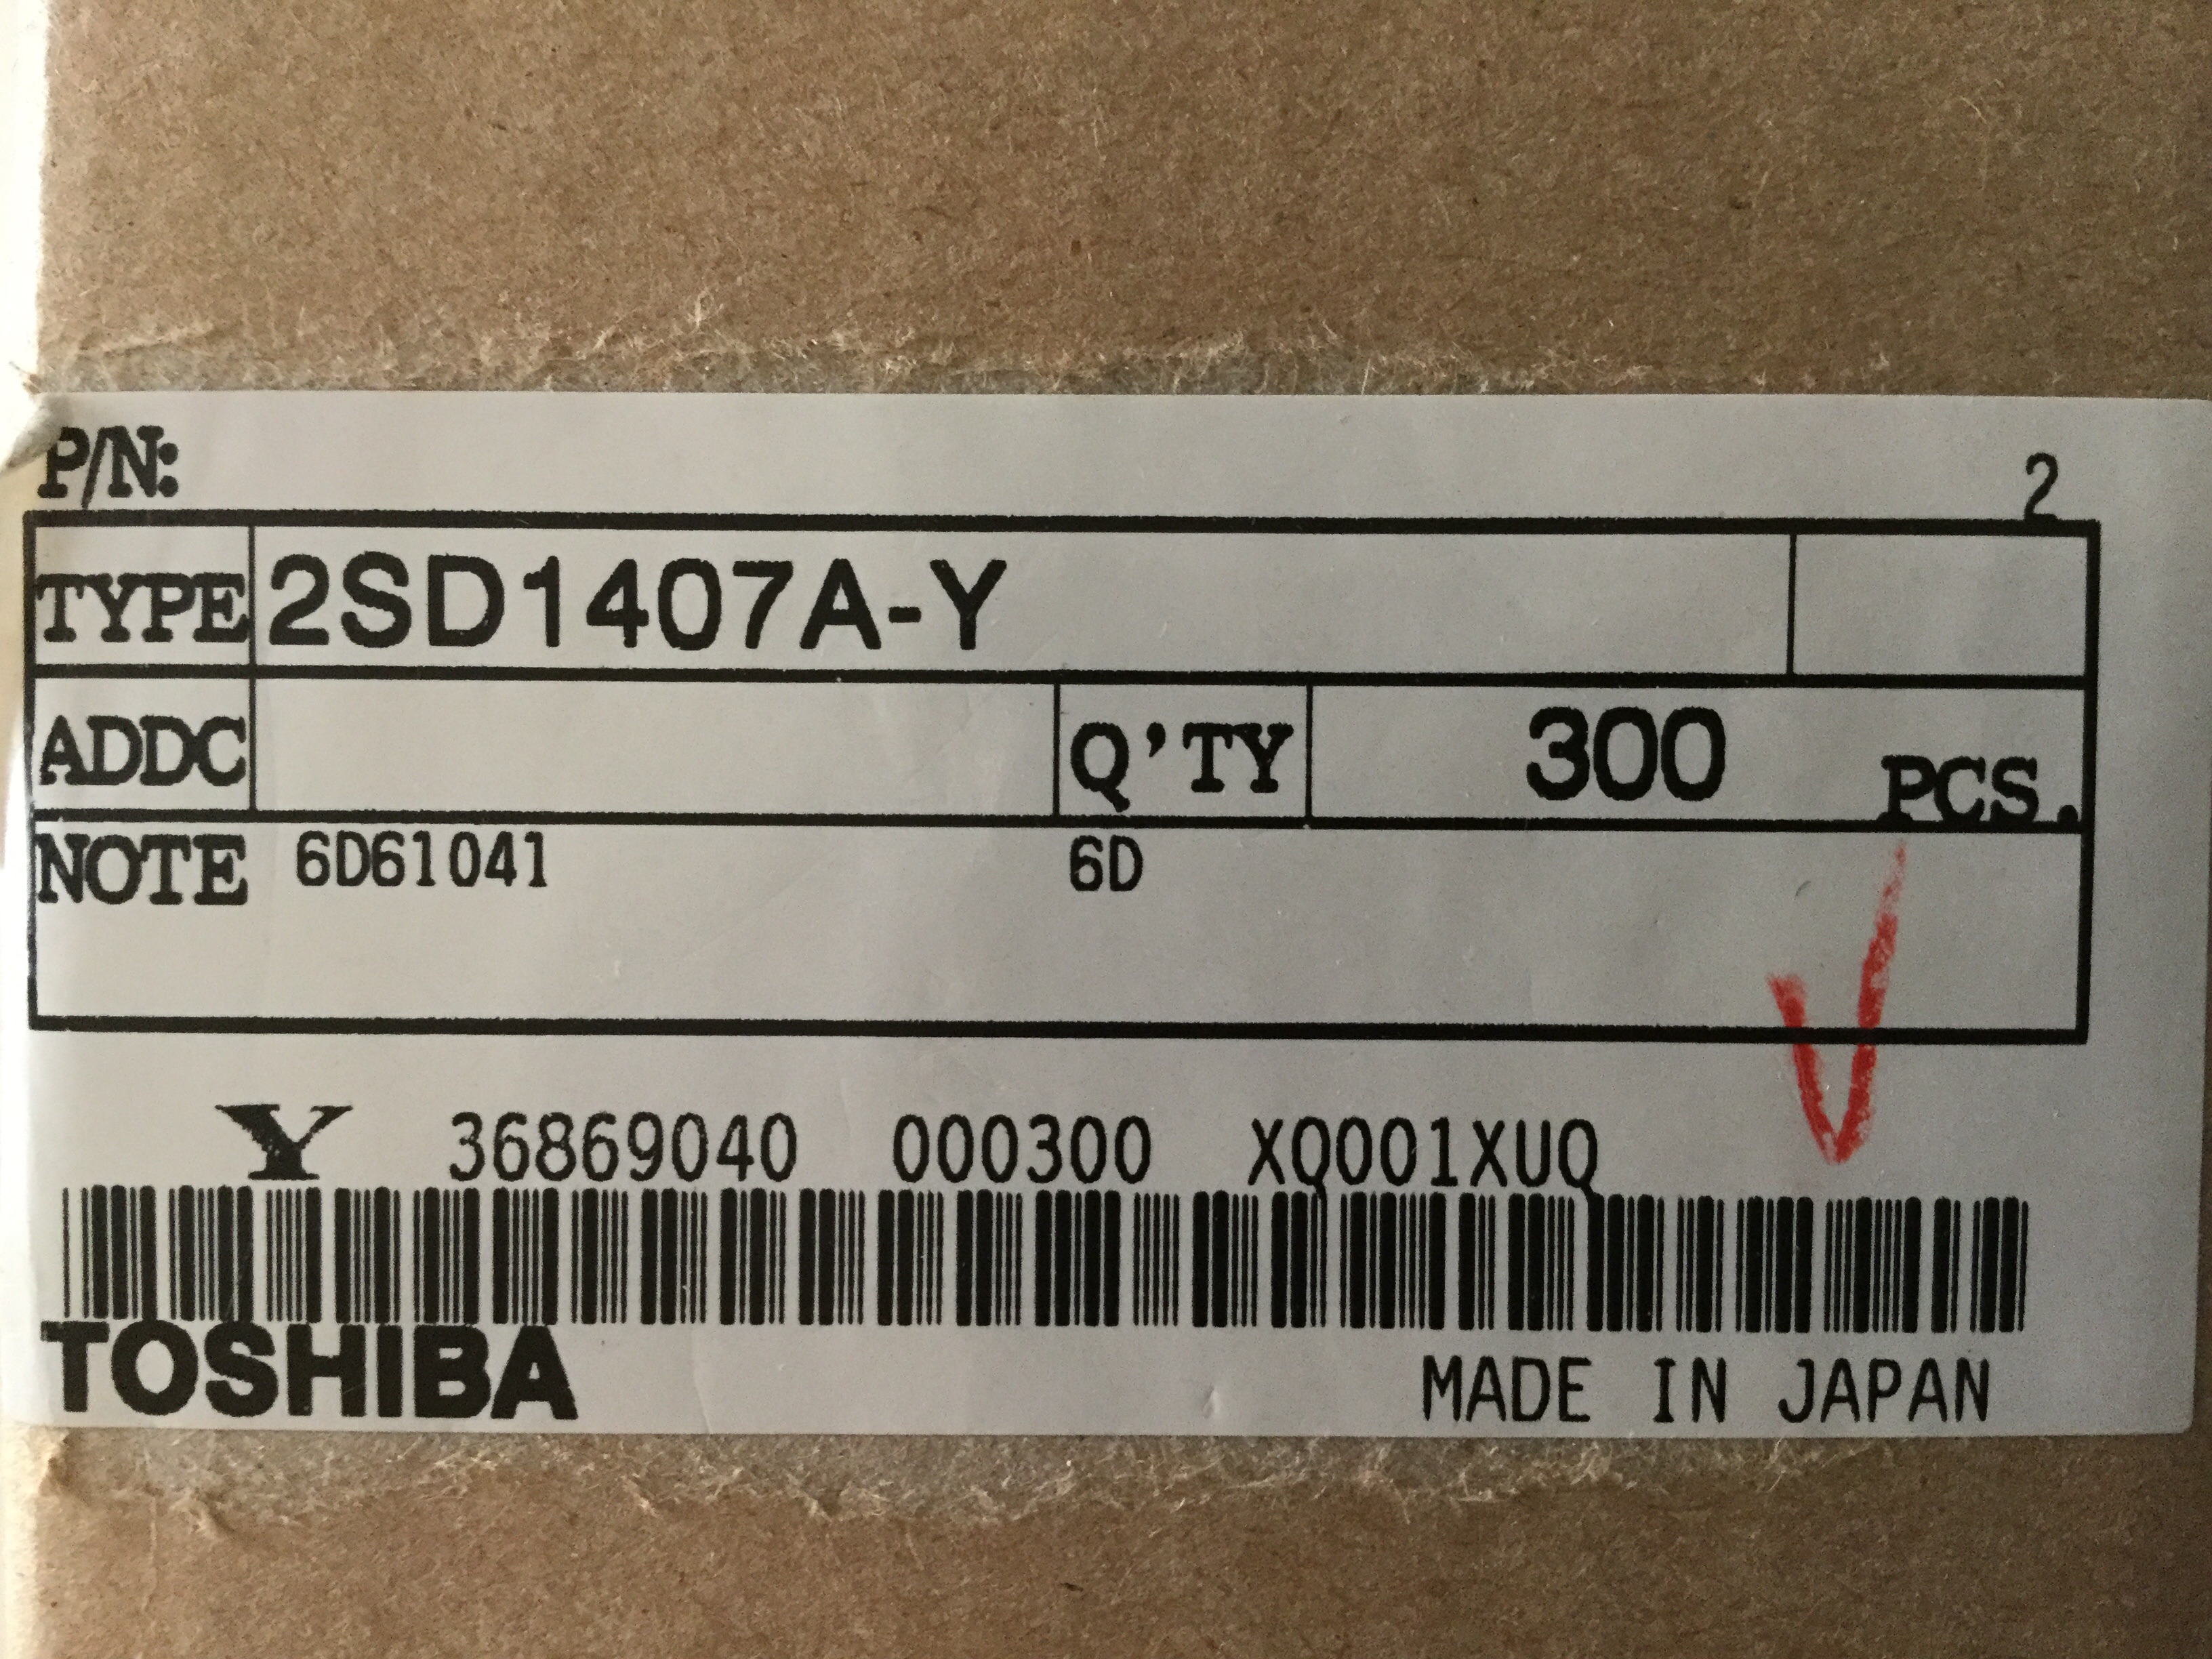 P/N:
2
TYPE 2SD1407A-Y
ADDC Q'TY 300 PCS.
NOTE 6D61041 6D
Y 36869040 000300 XQ001XUQ
TOSHIBA MADE IN JAPAN